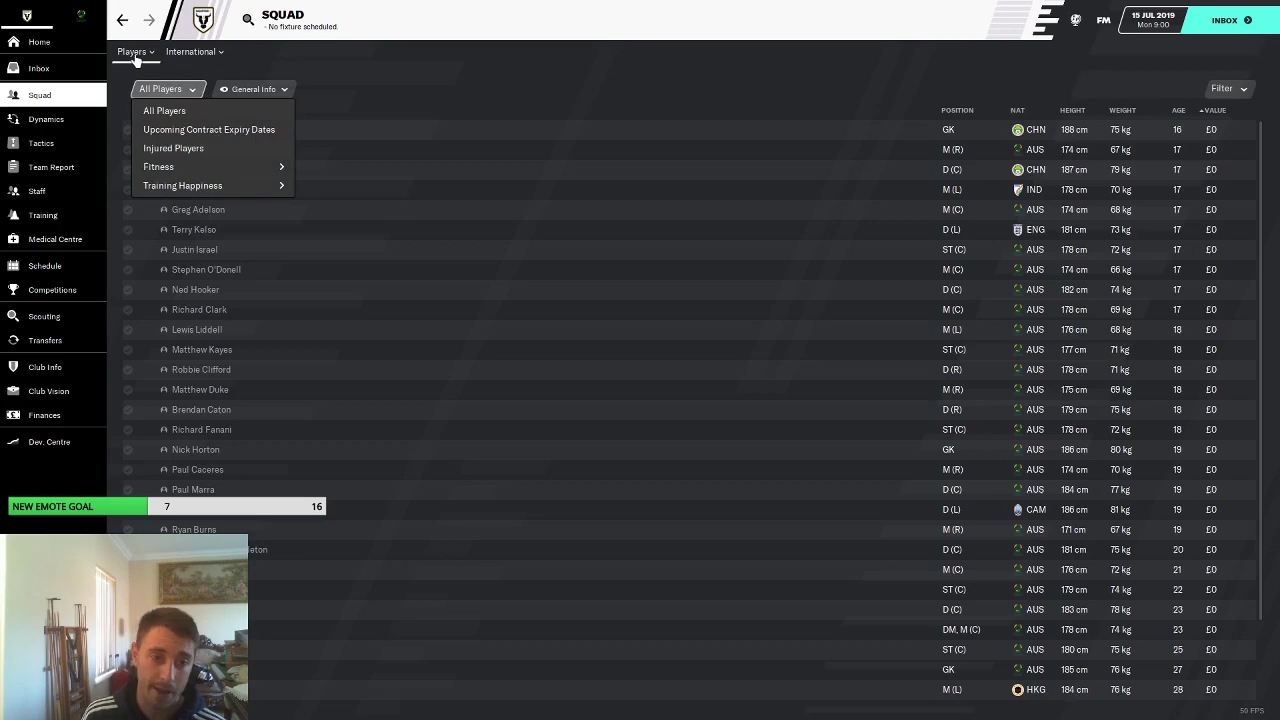 SQUAD
- No fixture scheduled.
FM
15 JUL 2019
Mon 9:00
INBOX
Home
Inbox
Squad
Dynamics
Tactics
Team Report
Staff
Training
Medical Centre
Schedule
Competitions
Scouting
Transfers
Club Info
Club Vision
Finances
Dev. Centre
Players
International
All Players
General Info
Filter
All Players
Upcoming Contract Expiry Dates
Injured Players
Fitness
Training Happiness
POSITION NAT HEIGHT WEIGHT AGE VALUE
GK CHN 188 cm 75 kg 16 £0
M (R) AUS 174 cm 67 kg 17 £0
D (C) CHN 187 cm 79 kg 17 £0
M (L) IND 178 cm 70 kg 17 £0
Greg Adelson M (C) AUS 174 cm 68 kg 17 £0
Terry Kelso D (L) ENG 181 cm 73 kg 17 £0
Justin Israel ST (C) AUS 178 cm 72 kg 17 £0
Stephen O'Donell M (C) AUS 174 cm 66 kg 17 £0
Ned Hooker D (C) AUS 182 cm 74 kg 17 £0
Richard Clark M (C) AUS 178 cm 69 kg 17 £0
Lewis Liddell M (L) AUS 176 cm 68 kg 18 £0
Matthew Kayes ST (C) AUS 177 cm 71 kg 18 £0
Robbie Clifford D (R) AUS 178 cm 71 kg 18 £0
Matthew Duke M (R) AUS 175 cm 69 kg 18 £0
Brendan Caton D (R) AUS 179 cm 75 kg 18 £0
Richard Fanani ST (C) AUS 178 cm 72 kg 18 £0
Nick Horton GK AUS 186 cm 80 kg 19 £0
Paul Caceres M (R) AUS 174 cm 70 kg 19 £0
Paul Marra D (C) AUS 184 cm 77 kg 19 £0
D (L) CAM 186 cm 81 kg 19 £0
Ryan Burns M (R) AUS 171 cm 67 kg 19 £0
leton D (C) AUS 181 cm 75 kg 20 £0
M (C) AUS 176 cm 72 kg 21 £0
ST (C) AUS 179 cm 74 kg 22 £0
D (C) AUS 183 cm 78 kg 23 £0
DM, M (C) AUS 178 cm 74 kg 23 £0
ST (C) AUS 180 cm 75 kg 25 £0
GK AUS 185 cm 76 kg 27 £0
M (L) HKG 184 cm 76 kg 28 £0
NEW EMOTE GOAL 7 16
50 FPS